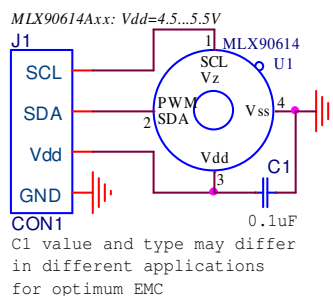 MLX90614Axx: Vdd=4.5...5.5V
J1
1
MLX90614
SCL
SCL
Vz
U1
SDA
PWM
SDA
2
Vss
4
Vdd
Vdd
3
C1
GND
0.1uF
CON1
C1 value and type may differ
in different applications
for optimum EMC